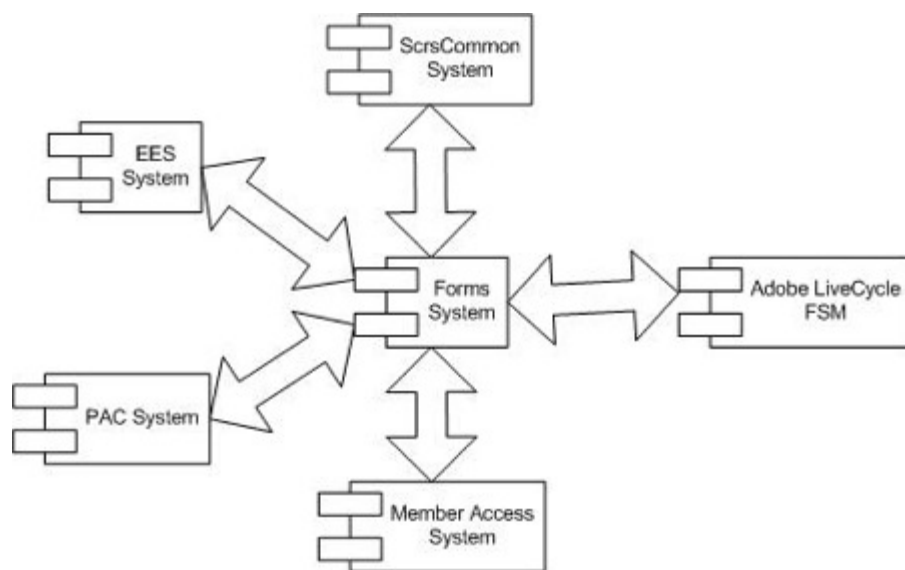 ScrsCommon
System
EES
System
Forms
System
Adobe LiveCycle
FSM
PAC System
Member Access
System